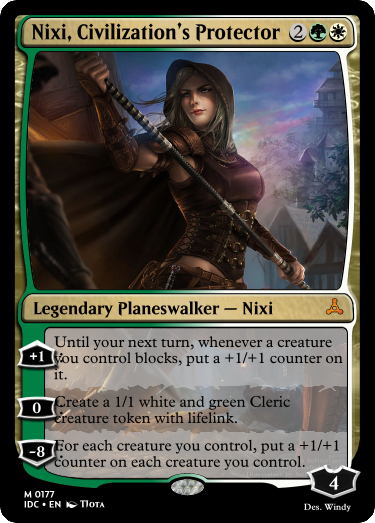 Nixi, Civilization's Protector 2
Legendary Planeswalker — Nixi
+1
Until your next turn, whenever a creature
you control blocks, put a +1/+1 counter on
it.
0
Create a 1/1 white and green Cleric
creature token with lifelink.
-8
For each creature you control, put a +1/+1
counter on each creature you control.
4
M 0177
IDC • EN
Des. Windy